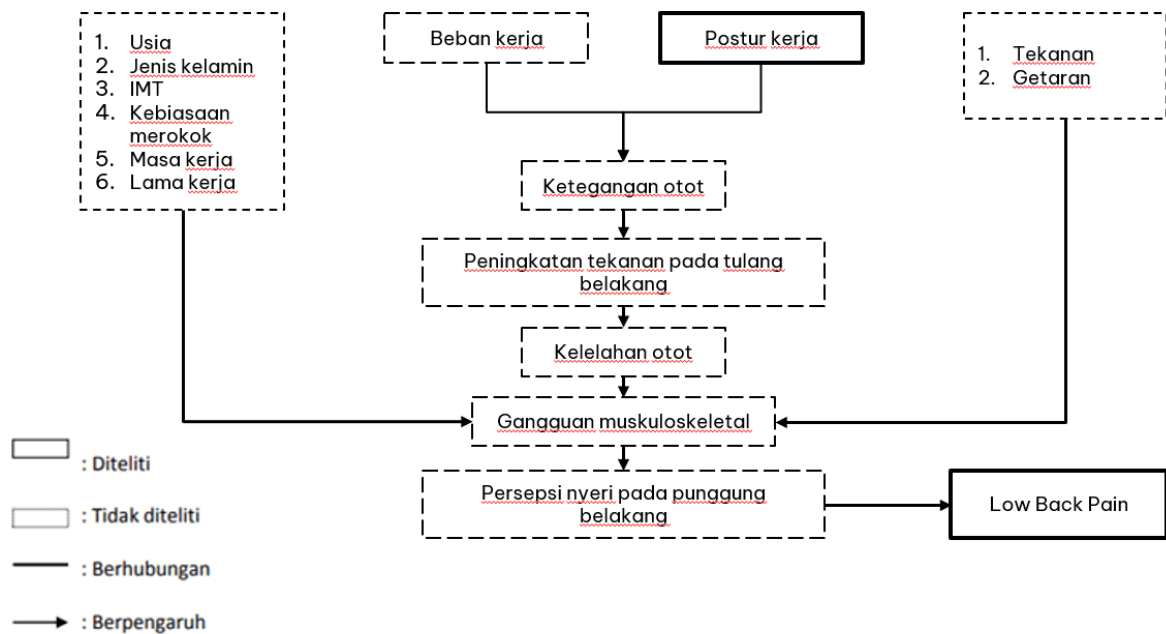 1. Usia
2. Jenis kelamin
3. IMT
4. Kebiasaan
merokok
5. Masa kerja
6. Lama kerja
Beban kerja
Postur kerja
1. Tekanan
2. Getaran
Ketegangan otot
Peningkatan tekanan pada tulang
belakang
Kelelahan otot
Gangguan muskuloskeletal
Persepsi nyeri pada punggung
belakang
Low Back Pain
: Diteliti
: Tidak diteliti
: Berhubungan
: Berpengaruh